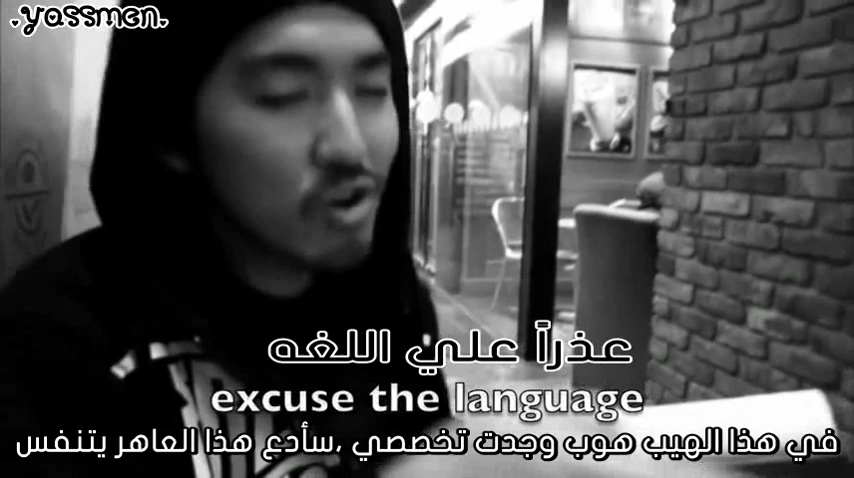 .yassmen.
عذراً علي اللغه
excuse the language
في هذا الهيب هوب وجدت تخصصي ،سأدع هذا العاهر يتنفس